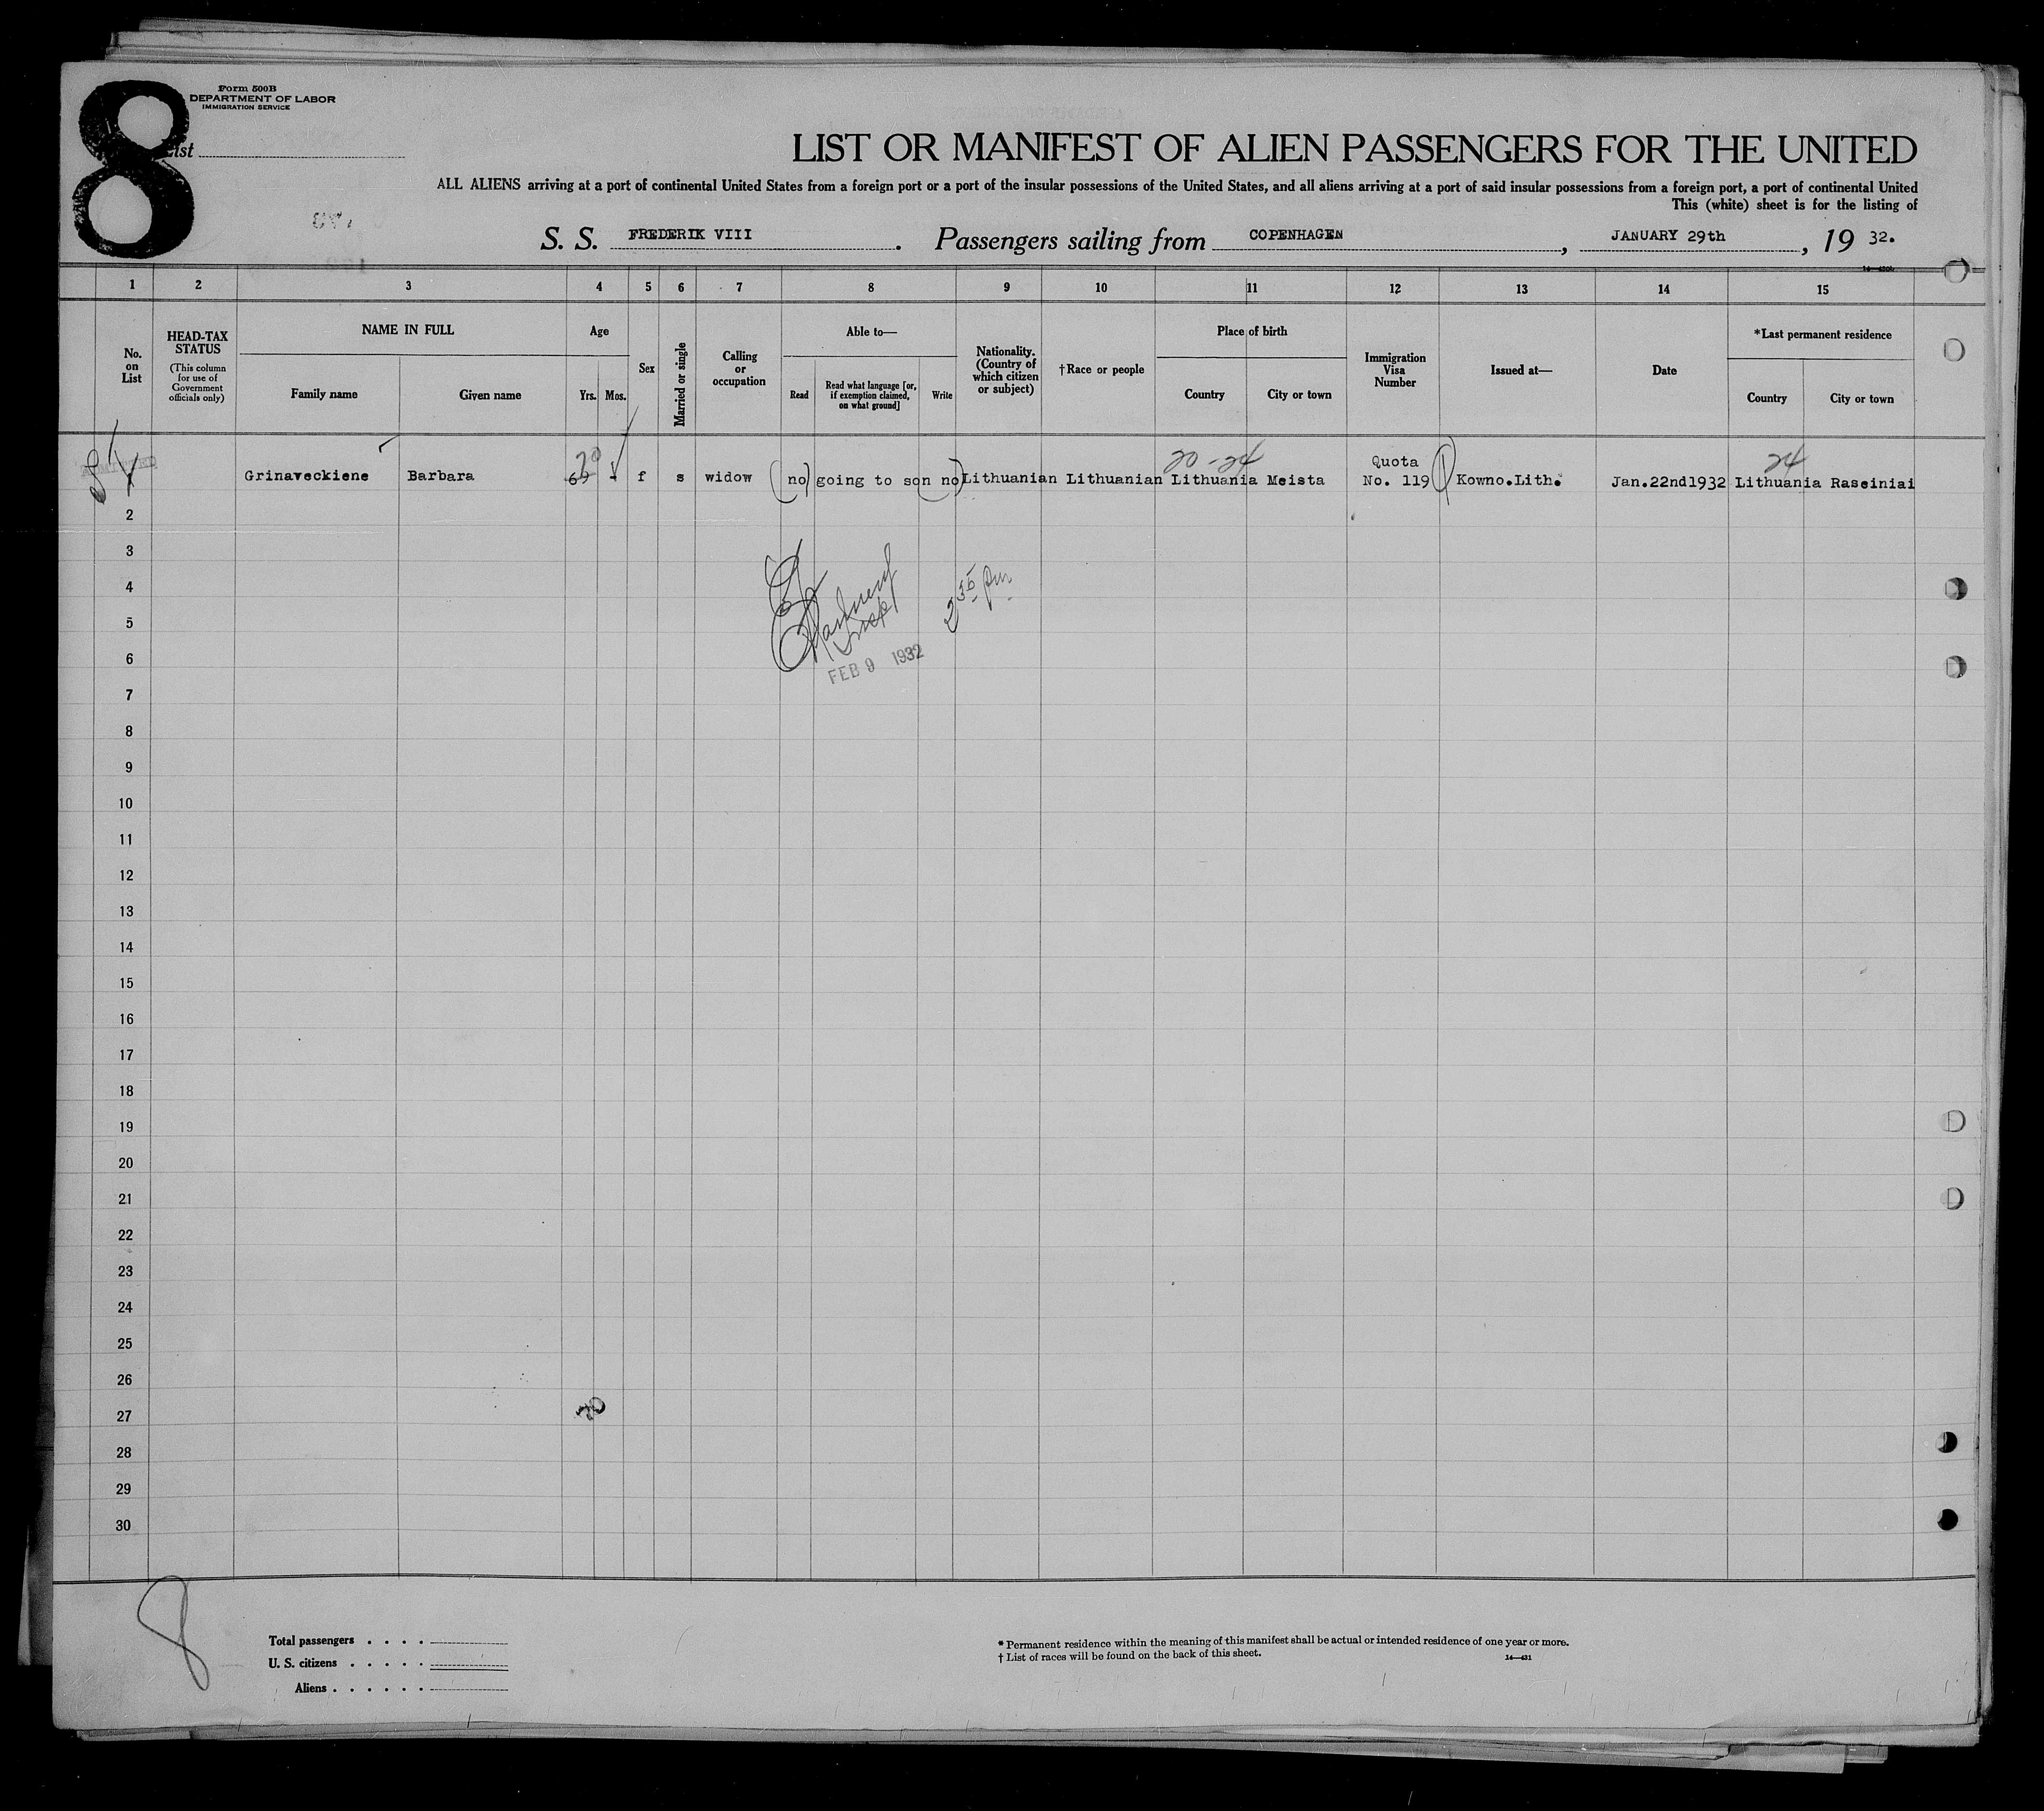 8
Form 500B
DEPARTMENT OF LABOR
IMMIGRATION SERVICE
List
LIST OR MANIFEST OF ALIEN PASSENGERS FOR THE UNITED
ALL ALIENS arriving at a port of continental United States from a foreign port or a port of the insular possessions of the United States, and all aliens arriving at a port of said insular possessions from a foreign port, a port of continental United
This (white) sheet is for the listing of
S. S. FREDERIK VIII . Passengers sailing from COPENHAGEN , JANUARY 29th , 19 32.
1 2 3 4 5 6 7 8 9 10 11 12 13 14 15
No. on List
HEAD-TAX STATUS
(This column for use of Government officials only)
NAME IN FULL
Family name Given name
Age
Yrs. Mos.
Sex
Married or single
Calling or occupation
Able to—
Read
Read what language [or, if exemption claimed, on what ground]
Write
Nationality. (Country of which citizen or subject)
†Race or people
Place of birth
Country City or town
Immigration Visa Number
Issued at—
Date
*Last permanent residence
Country City or town
70 20-24 Quota 24
Grinaveckiene Barbara 69 f s widow (no) going to son no) Lithuanian Lithuanian Lithuania Meista No. 119 Kowno.Lith. Jan.22nd1932 Lithuania Raseiniai
2
3
4
5
6
FEB 9 1932
7
8
9
10
11
12
13
14
15
16
17
18
19
20
21
22
23
24
25
26
27
28
29
30
8
Total passengers . . . .
U. S. citizens . . . . .
Aliens . . . . . .
* Permanent residence within the meaning of this manifest shall be actual or intended residence of one year or more.
† List of races will be found on the back of this sheet.
14—431